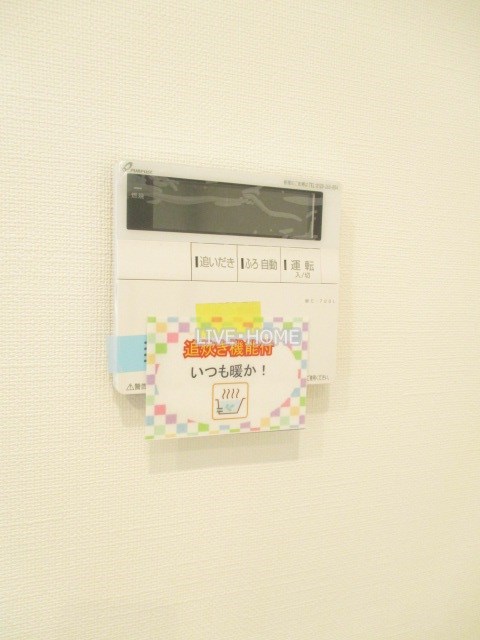 追いだき
ふろ自動
運転
入/切
LIVE・HOME
追炊き機能付
いつも暖か！